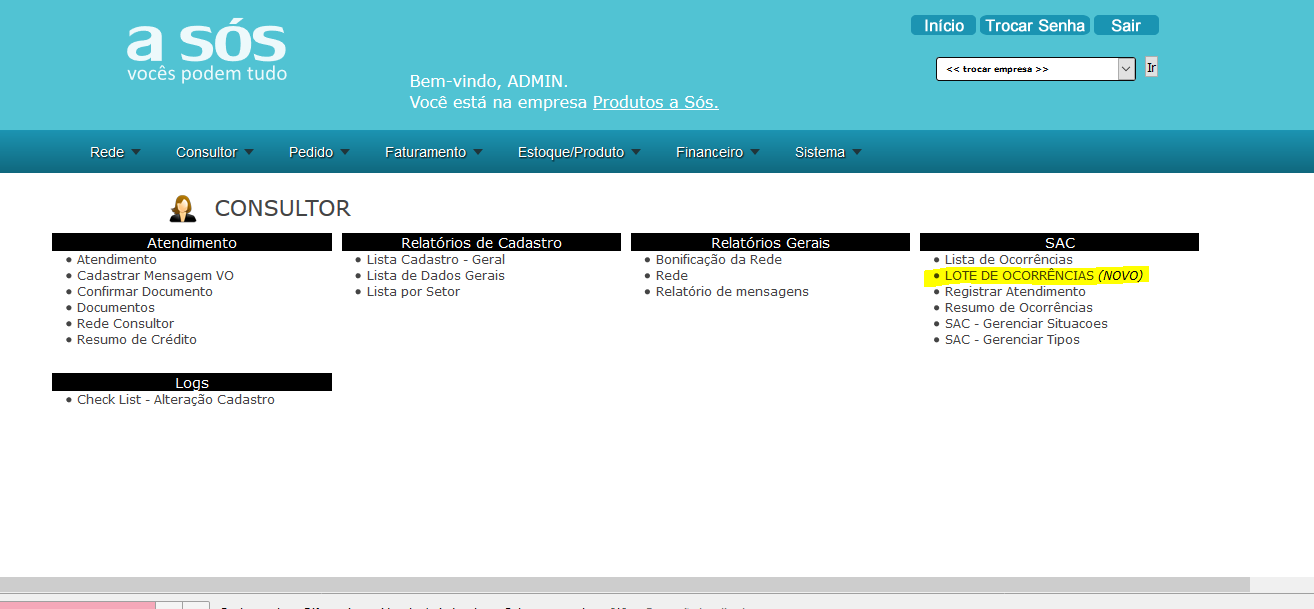 a sós
vocês podem tudo
Bem-vindo, ADMIN.
Você está na empresa Produtos a Sós.
Início Trocar Senha Sair
<< trocar empresa >> Ir
Rede Consultor Pedido Faturamento Estoque/Produto Financeiro Sistema
CONSULTOR
Atendimento
• Atendimento
• Cadastrar Mensagem VO
• Confirmar Documento
• Documentos
• Rede Consultor
• Resumo de Crédito
Relatórios de Cadastro
• Lista Cadastro - Geral
• Lista de Dados Gerais
• Lista por Setor
Relatórios Gerais
• Bonificação da Rede
• Rede
• Relatório de mensagens
SAC
• Lista de Ocorrências
• LOTE DE OCORRÊNCIAS (NOVO)
• Registrar Atendimento
• Resumo de Ocorrências
• SAC - Gerenciar Situacoes
• SAC - Gerenciar Tipos
Logs
• Check List - Alteração Cadastro